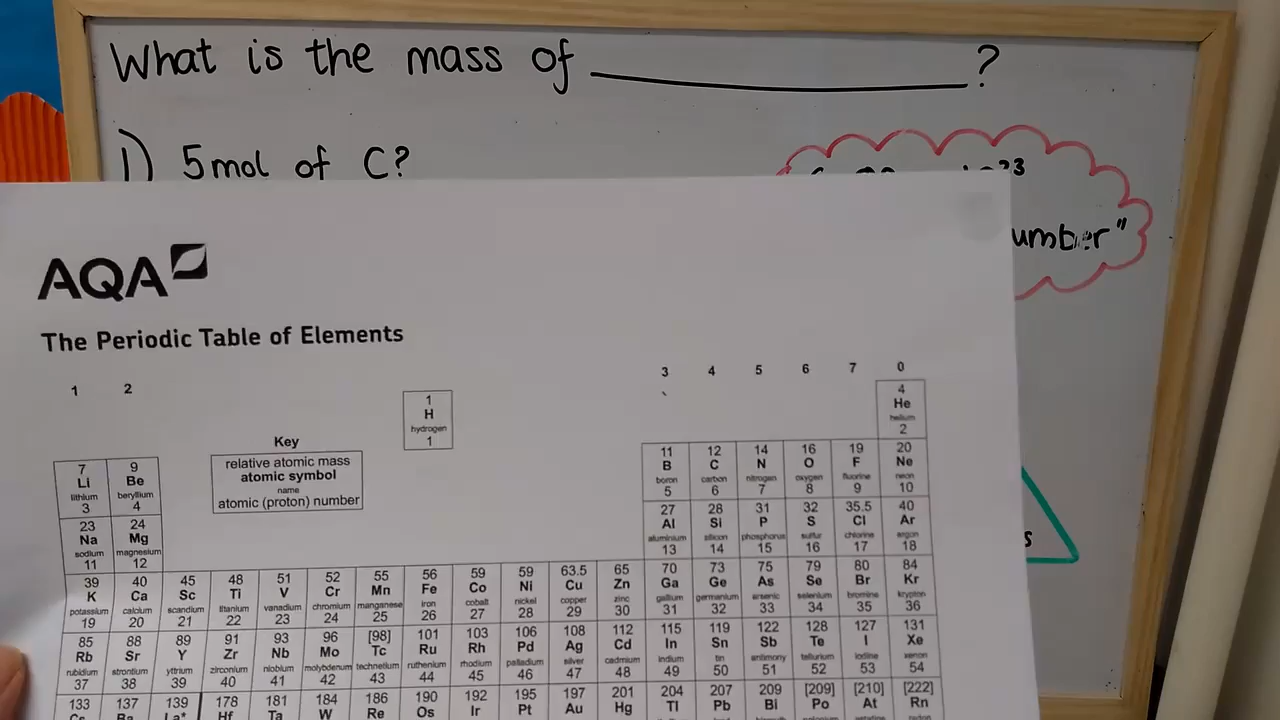 What is the mass of ____________?
1) 5mol of C?
umber"
s
AQA
The Periodic Table of Elements
1 2 3 4 5 6 7 0
1 4
H He
hydrogen helium
1 2
Key
relative atomic mass
atomic symbol
name
atomic (proton) number
7 9 11 12 14 16 19 20
Li Be B C N O F Ne
lithium beryllium boron carbon nitrogen oxygen fluorine neon
3 4 5 6 7 8 9 10
23 24 27 28 31 32 35.5 40
Na Mg Al Si P S Cl Ar
sodium magnesium aluminium silicon phosphorus sulfur chlorine argon
11 12 13 14 15 16 17 18
39 40 45 48 51 52 55 56 59 59 63.5 65 70 73 75 79 80 84
K Ca Sc Ti V Cr Mn Fe Co Ni Cu Zn Ga Ge As Se Br Kr
potassium calcium scandium titanium vanadium chromium manganese iron cobalt nickel copper zinc gallium germanium arsenic selenium bromine krypton
19 20 21 22 23 24 25 26 27 28 29 30 31 32 33 34 35 36
85 88 89 91 93 96 [98] 101 103 106 108 112 115 119 122 128 127 131
Rb Sr Y Zr Nb Mo Tc Ru Rh Pd Ag Cd In Sn Sb Te I Xe
rubidium strontium yttrium zirconium niobium molybdenum technetium ruthenium rhodium palladium silver cadmium indium tin antimony tellurium iodine xenon
37 38 39 40 41 42 43 44 45 46 47 48 49 50 51 52 53 54
133 137 139 178 181 184 186 190 192 195 197 201 204 207 209 [209] [210] [222]
Cs Ba La* Hf Ta W Re Os Ir Pt Au Hg Tl Pb Bi Po At Rn